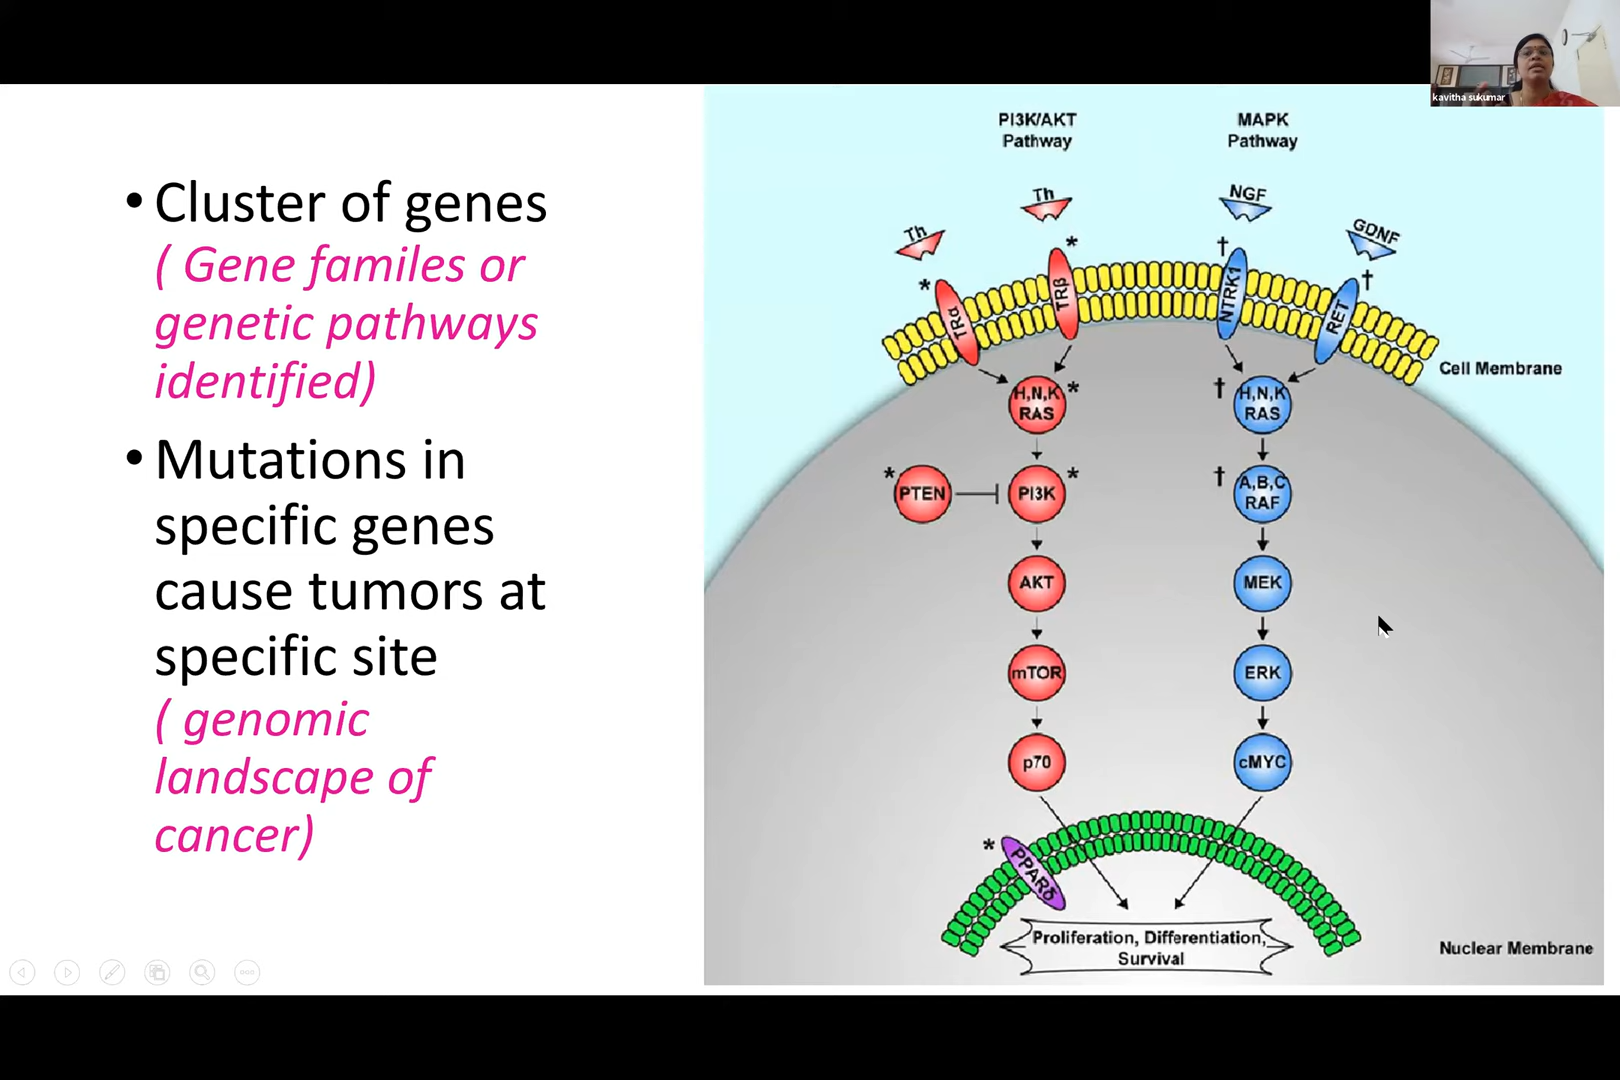 kavitha sukumar
• Cluster of genes
( Gene familes or
genetic pathways
identified)
• Mutations in
specific genes
cause tumors at
specific site
( genomic
landscape of
cancer)
PI3K/AKT
Pathway
MAPK
Pathway
Th
Th
NGF
GDNF
*
*
†
†
TRα
TRβ
NTRK1
RET
Cell Membrane
H,N,K
RAS
*
†
H,N,K
RAS
*
PTEN
PI3K
*
†
A,B,C
RAF
AKT
MEK
mTOR
ERK
p70
cMYC
*
PPARδ
Proliferation, Differentiation,
Survival
Nuclear Membrane